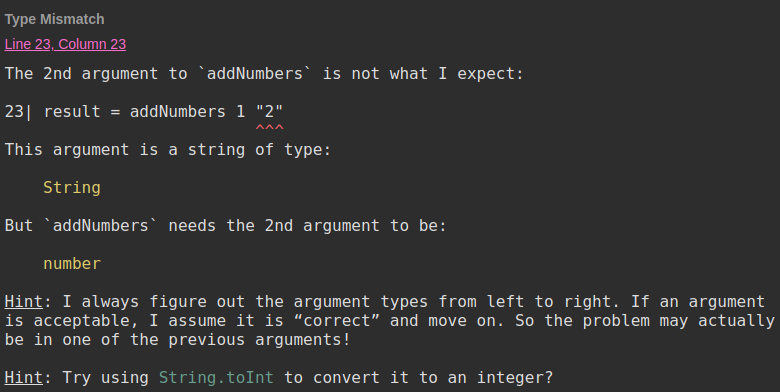 Type Mismatch
Line 23, Column 23
The 2nd argument to `addNumbers` is not what I expect:
23| result = addNumbers 1 "2"
^^^
This argument is a string of type:
String
But `addNumbers` needs the 2nd argument to be:
number
Hint: I always figure out the argument types from left to right. If an argument
is acceptable, I assume it is “correct” and move on. So the problem may actually
be in one of the previous arguments!
Hint: Try using String.toInt to convert it to an integer?